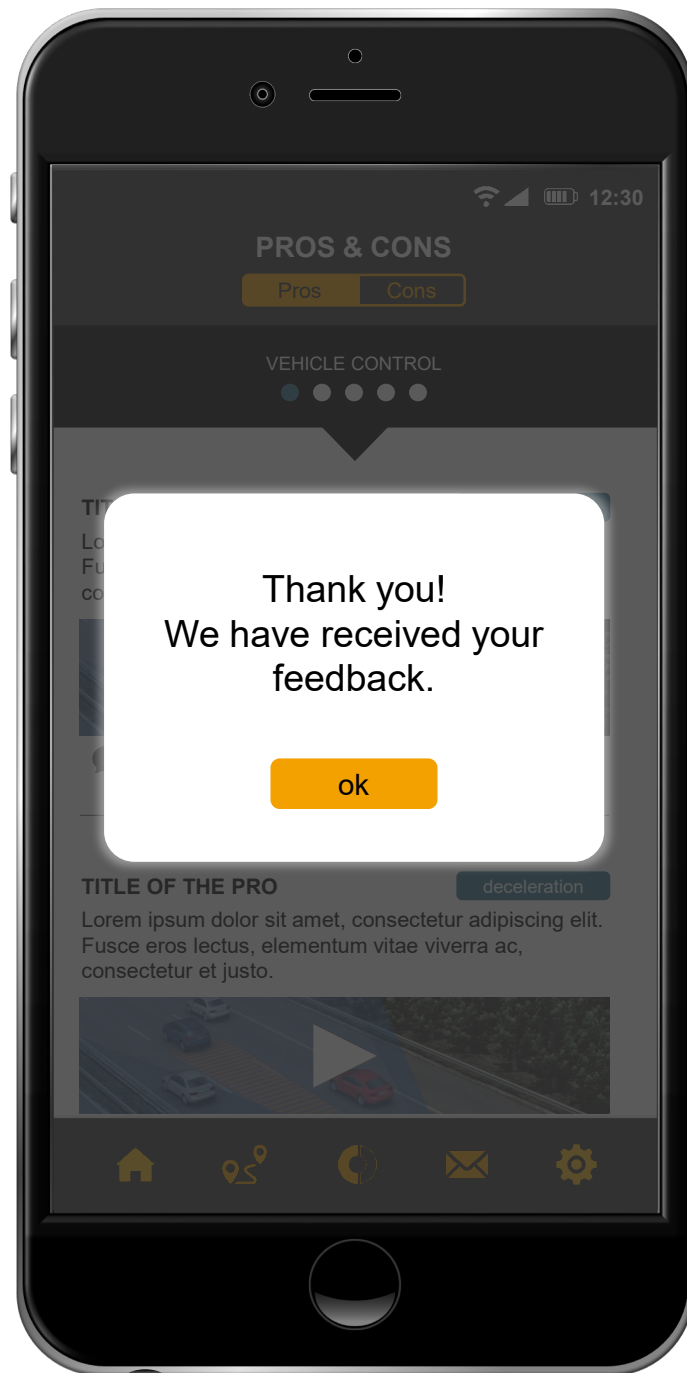 12:30
PROS & CONS
Pros Cons
VEHICLE CONTROL
Thank you!
We have received your
feedback.
ok
TITLE OF THE PRO deceleration
Lorem ipsum dolor sit amet, consectetur adipiscing elit.
Fusce eros lectus, elementum vitae viverra ac,
consectetur et justo.